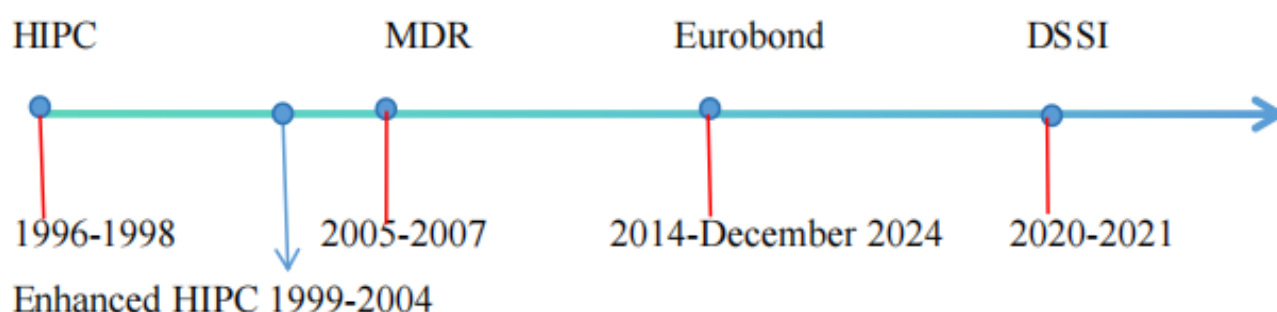 HIPC MDR Eurobond DSSI
1996-1998 2005-2007 2014-December 2024 2020-2021
Enhanced HIPC 1999-2004